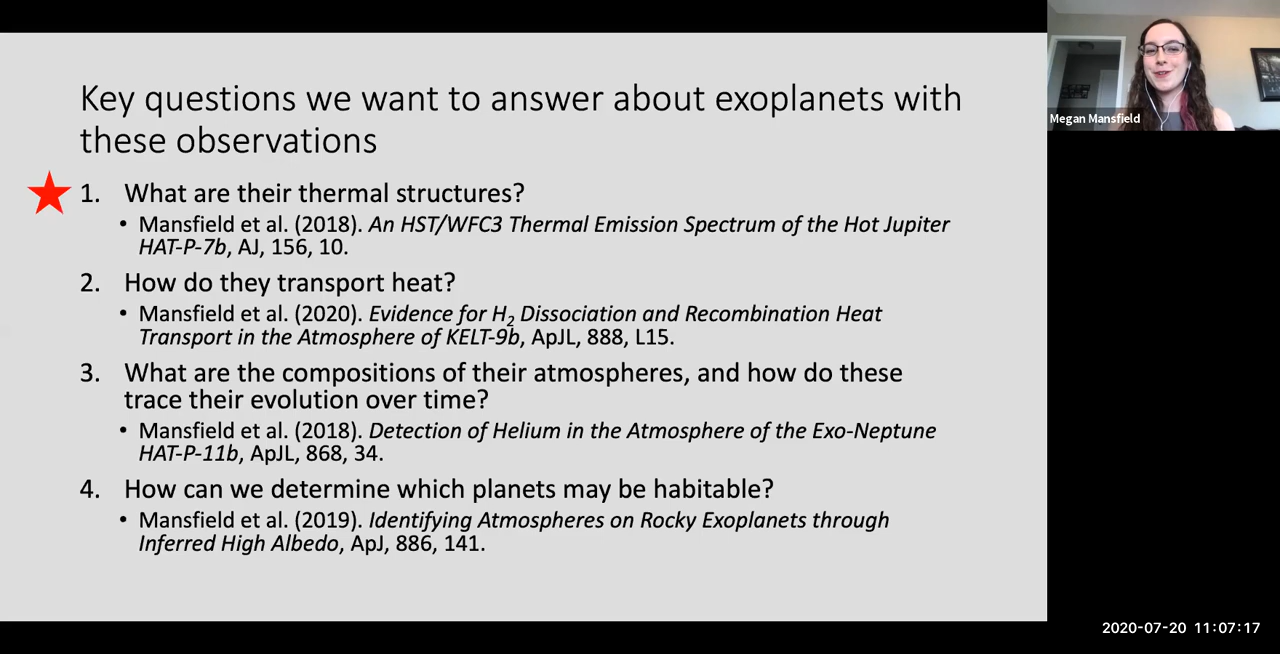 Key questions we want to answer about exoplanets with
these observations
1. What are their thermal structures?
• Mansfield et al. (2018). An HST/WFC3 Thermal Emission Spectrum of the Hot Jupiter
HAT-P-7b, AJ, 156, 10.
2. How do they transport heat?
• Mansfield et al. (2020). Evidence for H₂ Dissociation and Recombination Heat
Transport in the Atmosphere of KELT-9b, ApJL, 888, L15.
3. What are the compositions of their atmospheres, and how do these
trace their evolution over time?
• Mansfield et al. (2018). Detection of Helium in the Atmosphere of the Exo-Neptune
HAT-P-11b, ApJL, 868, 34.
4. How can we determine which planets may be habitable?
• Mansfield et al. (2019). Identifying Atmospheres on Rocky Exoplanets through
Inferred High Albedo, ApJ, 886, 141.
Megan Mansfield
2020-07-20 11:07:17